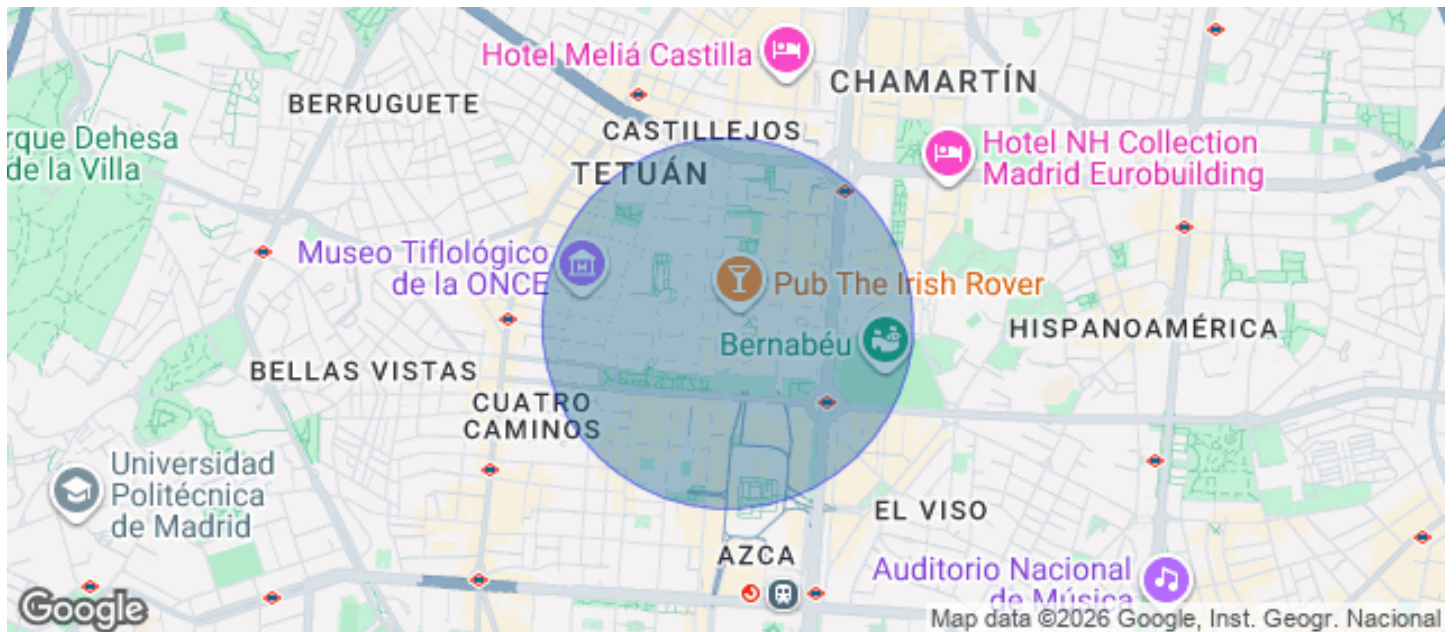 Hotel Meliá Castilla
CHAMARTÍN
BERRUGUETE
CASTILLEJOS
rque Dehesa
de la Villa
TETUÁN
Hotel NH Collection
Madrid Eurobuilding
Museo Tiflológico
de la ONCE
Pub The Irish Rover
Bernabéu
HISPANOAMÉRICA
BELLAS VISTAS
CUATRO
CAMINOS
Universidad
Politécnica
de Madrid
EL VISO
AZCA
Auditorio Nacional
de Música
Google
Map data ©2026 Google, Inst. Geogr. Nacional